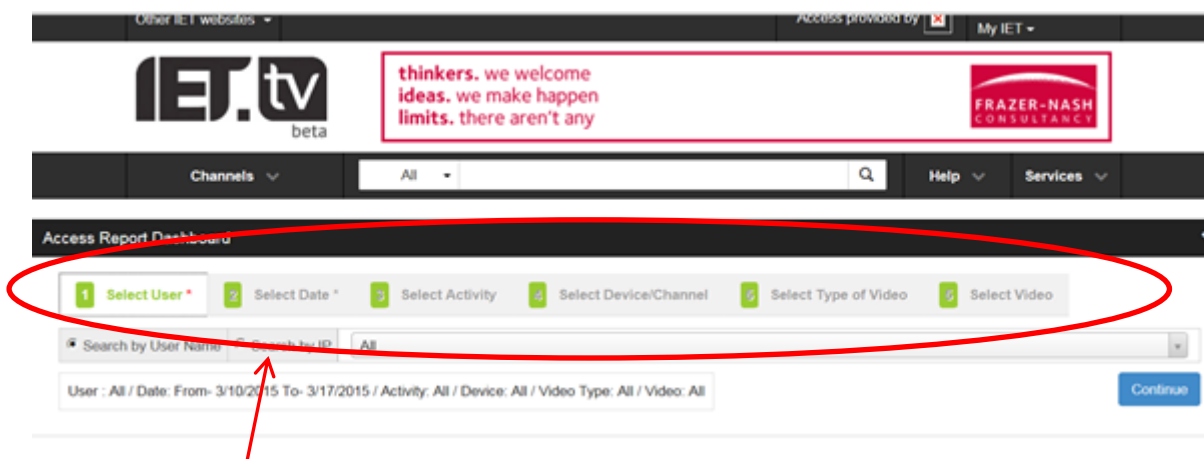 Other IET websites
Access provided by
My IET
IET.tv
beta
thinkers. we welcome
ideas. we make happen
limits. there aren't any
FRAZER-NASH
CONSULTANCY
Channels
All
Help
Services
Access Report Dashboard
1 Select User *
2 Select Date *
3 Select Activity
4 Select Device/Channel
5 Select Type of Video
6 Select Video
Search by User Name
Search by IP
All
User : All / Date: From- 3/10/2015 To- 3/17/2015 / Activity: All / Device: All / Video Type: All / Video: All
Continue